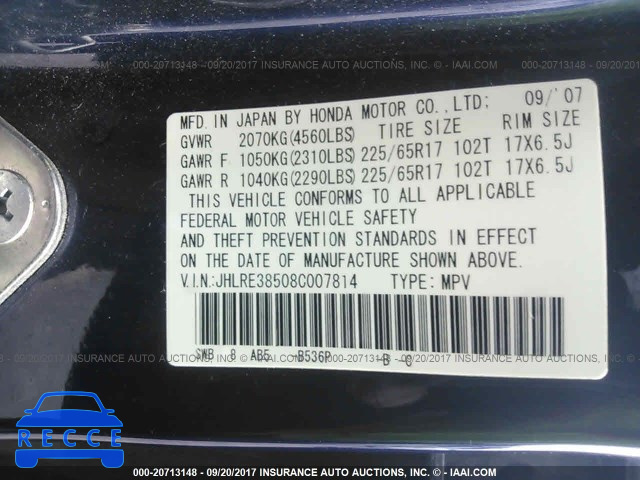 000-20713148 - 09/20/2017 INSURANCE AUTO AUCTIONS, INC. - © - IAAI.COM
MFD. IN JAPAN BY HONDA MOTOR CO., LTD; 09/'07
GVWR 2070KG(4560LBS) TIRE SIZE RIM SIZE
GAWR F 1050KG(2310LBS) 225/65R17 102T 17X6.5J
GAWR R 1040KG(2290LBS) 225/65R17 102T 17X6.5J
THIS VEHICLE CONFORMS TO ALL APPLICABLE
FEDERAL MOTOR VEHICLE SAFETY
AND THEFT PREVENTION STANDARDS IN EFFECT
ON THE DATE OF MANUFACTURE SHOWN ABOVE.
V.I.N:JHLRE38508C007814 TYPE: MPV
SWB 8 AB5 B536P B C
RECCE
000-20713148 - 09/20/2017 INSURANCE AUTO AUCTIONS, INC. - © - IAAI.COM